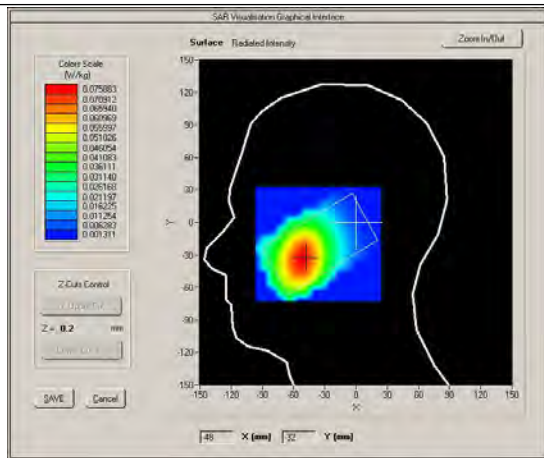 SAR Visualisation Graphical Interface
Surface Radiated Intensity
Zoom In/Out
Colors Scale
(W/kg)
0.075883
0.070912
0.065940
0.060969
0.055997
0.051026
0.046054
0.041083
0.036111
0.031140
0.026168
0.021197
0.016225
0.011254
0.006283
0.001311
150
120
90
60
30
0
-30
-60
-90
-120
-150
Y
-150 -120 -90 -60 -30 0 30 60 90 120 150
X
Z-Cuts Control
Z = 0.2 mm
SAVE
Cancel
48 X (mm) 32 Y (mm)